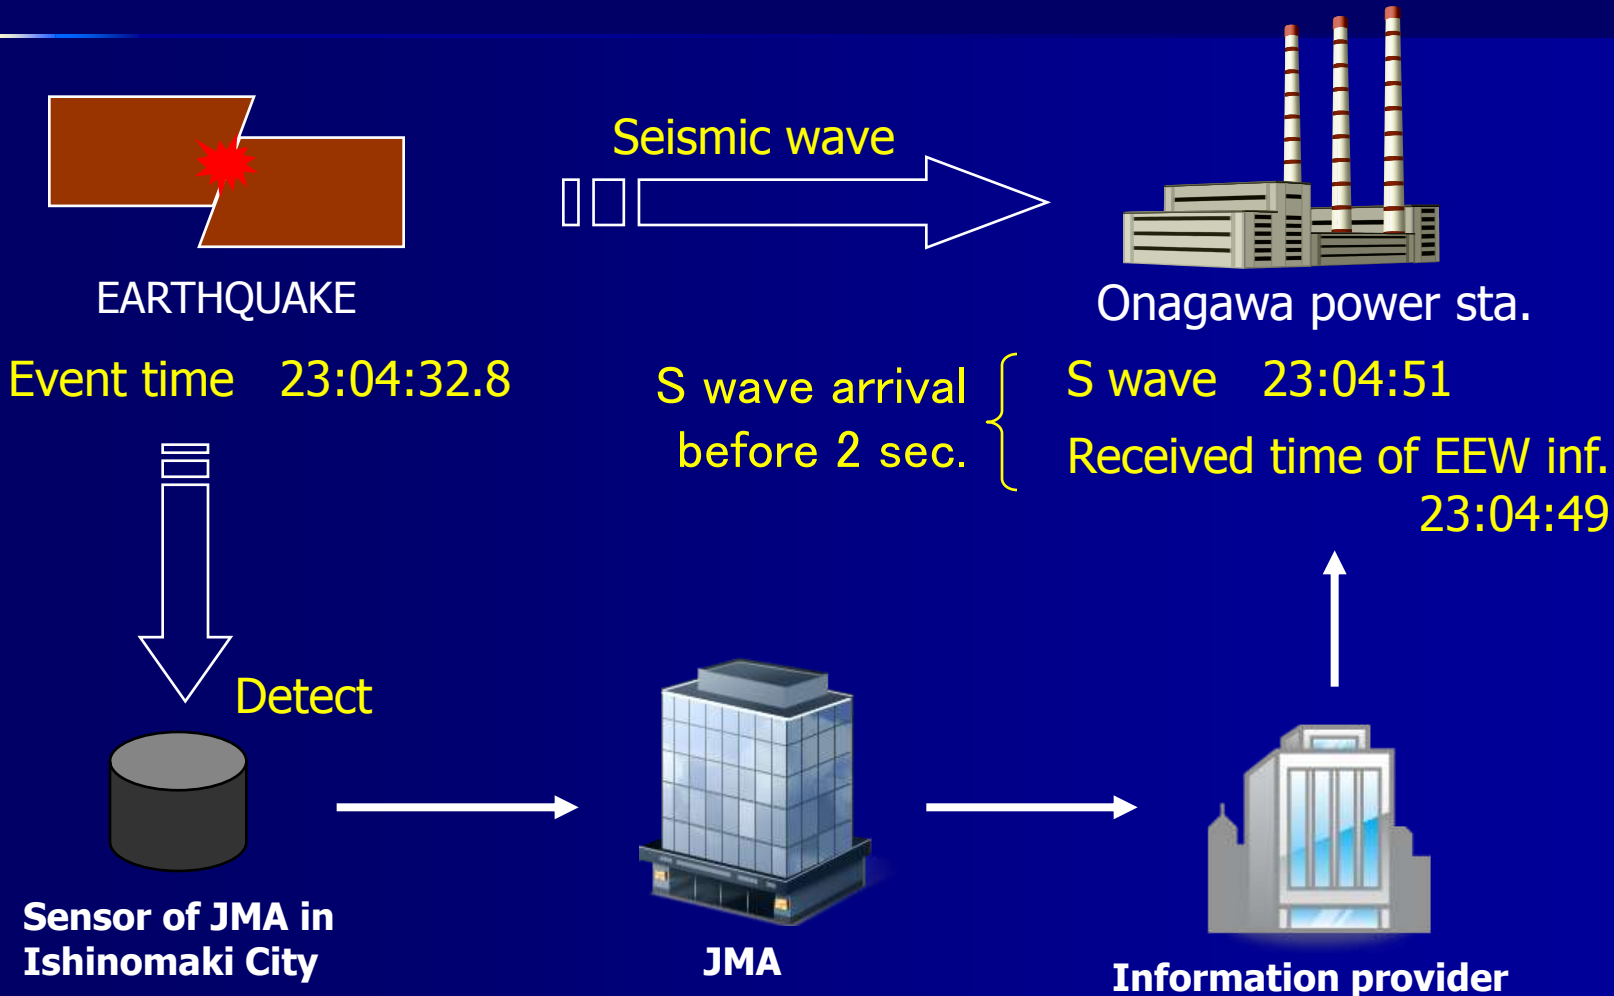 Seismic wave
EARTHQUAKE
Onagawa power sta.
Event time 23:04:32.8
S wave arrival
before 2 sec.
S wave 23:04:51
Received time of EEW inf.
23:04:49
Detect
Sensor of JMA in
Ishinomaki City
JMA
Information provider